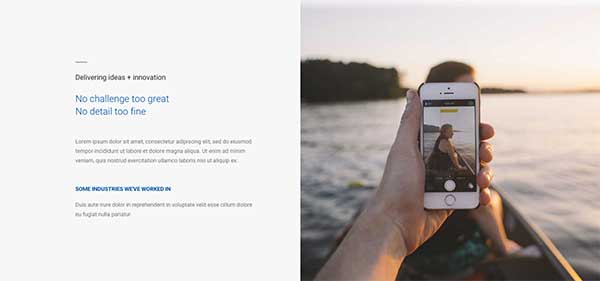 Delivering ideas + innovation
No challenge too great
No detail too fine
Lorem ipsum dolor sit amet, consectetur adipiscing elit, sed do eiusmod
tempor incididunt ut labore et dolore magna aliqua. Ut enim ad minim
veniam, quis nostrud exercitation ullamco laboris nisi ut aliquip ex.
SOME INDUSTRIES WE'VE WORKED IN
Duis aute irure dolor in reprehenderit in voluptate velit esse cillum dolore
eu fugiat nulla pariatur